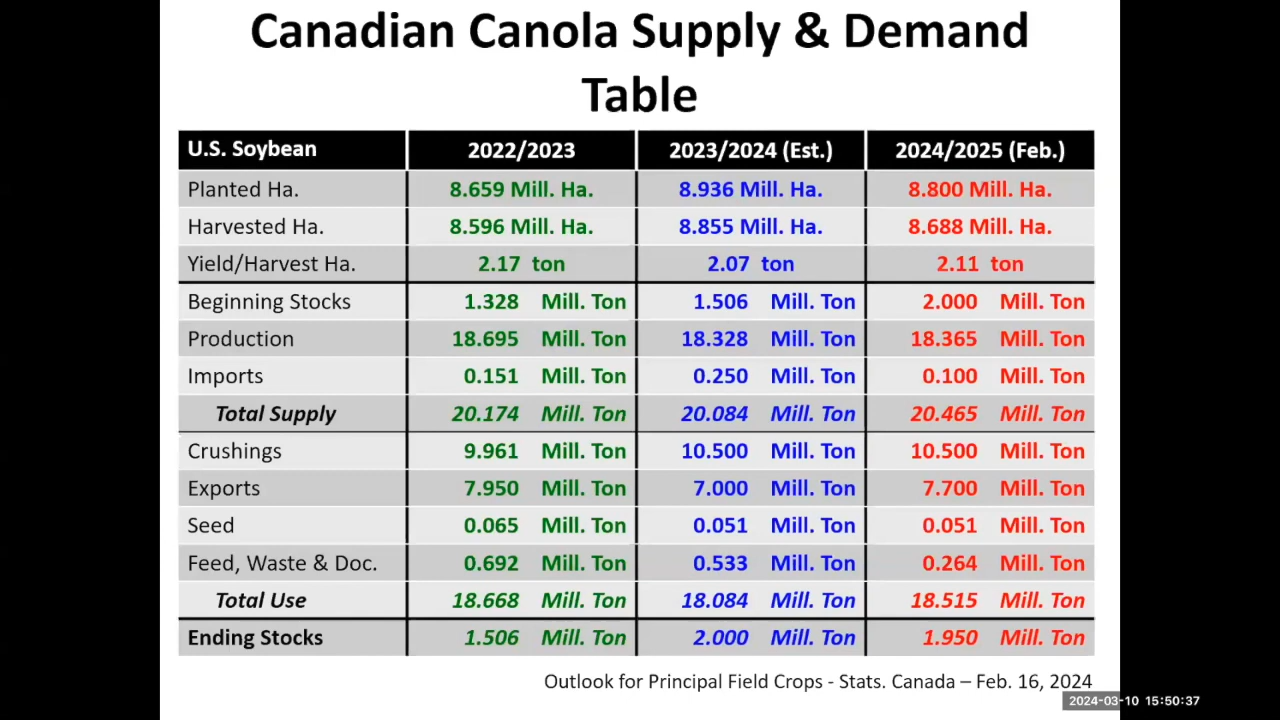 Canadian Canola Supply & Demand
Table
U.S. Soybean 2022/2023 2023/2024 (Est.) 2024/2025 (Feb.)
Planted Ha. 8.659 Mill. Ha. 8.936 Mill. Ha. 8.800 Mill. Ha.
Harvested Ha. 8.596 Mill. Ha. 8.855 Mill. Ha. 8.688 Mill. Ha.
Yield/Harvest Ha. 2.17 ton 2.07 ton 2.11 ton
Beginning Stocks 1.328 Mill. Ton 1.506 Mill. Ton 2.000 Mill. Ton
Production 18.695 Mill. Ton 18.328 Mill. Ton 18.365 Mill. Ton
Imports 0.151 Mill. Ton 0.250 Mill. Ton 0.100 Mill. Ton
Total Supply 20.174 Mill. Ton 20.084 Mill. Ton 20.465 Mill. Ton
Crushings 9.961 Mill. Ton 10.500 Mill. Ton 10.500 Mill. Ton
Exports 7.950 Mill. Ton 7.000 Mill. Ton 7.700 Mill. Ton
Seed 0.065 Mill. Ton 0.051 Mill. Ton 0.051 Mill. Ton
Feed, Waste & Doc. 0.692 Mill. Ton 0.533 Mill. Ton 0.264 Mill. Ton
Total Use 18.668 Mill. Ton 18.084 Mill. Ton 18.515 Mill. Ton
Ending Stocks 1.506 Mill. Ton 2.000 Mill. Ton 1.950 Mill. Ton
Outlook for Principal Field Crops - Stats. Canada – Feb. 16, 2024
2024-03-10 15:50:37